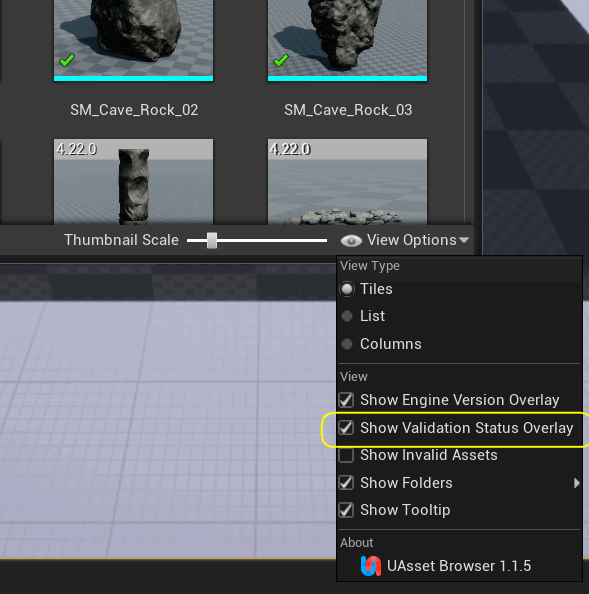 SM_Cave_Rock_02
SM_Cave_Rock_03
4.22.0
4.22.0
Thumbnail Scale
View Options
View Type
Tiles
List
Columns
View
Show Engine Version Overlay
Show Validation Status Overlay
Show Invalid Assets
Show Folders
Show Tooltip
About
UAsset Browser 1.1.5